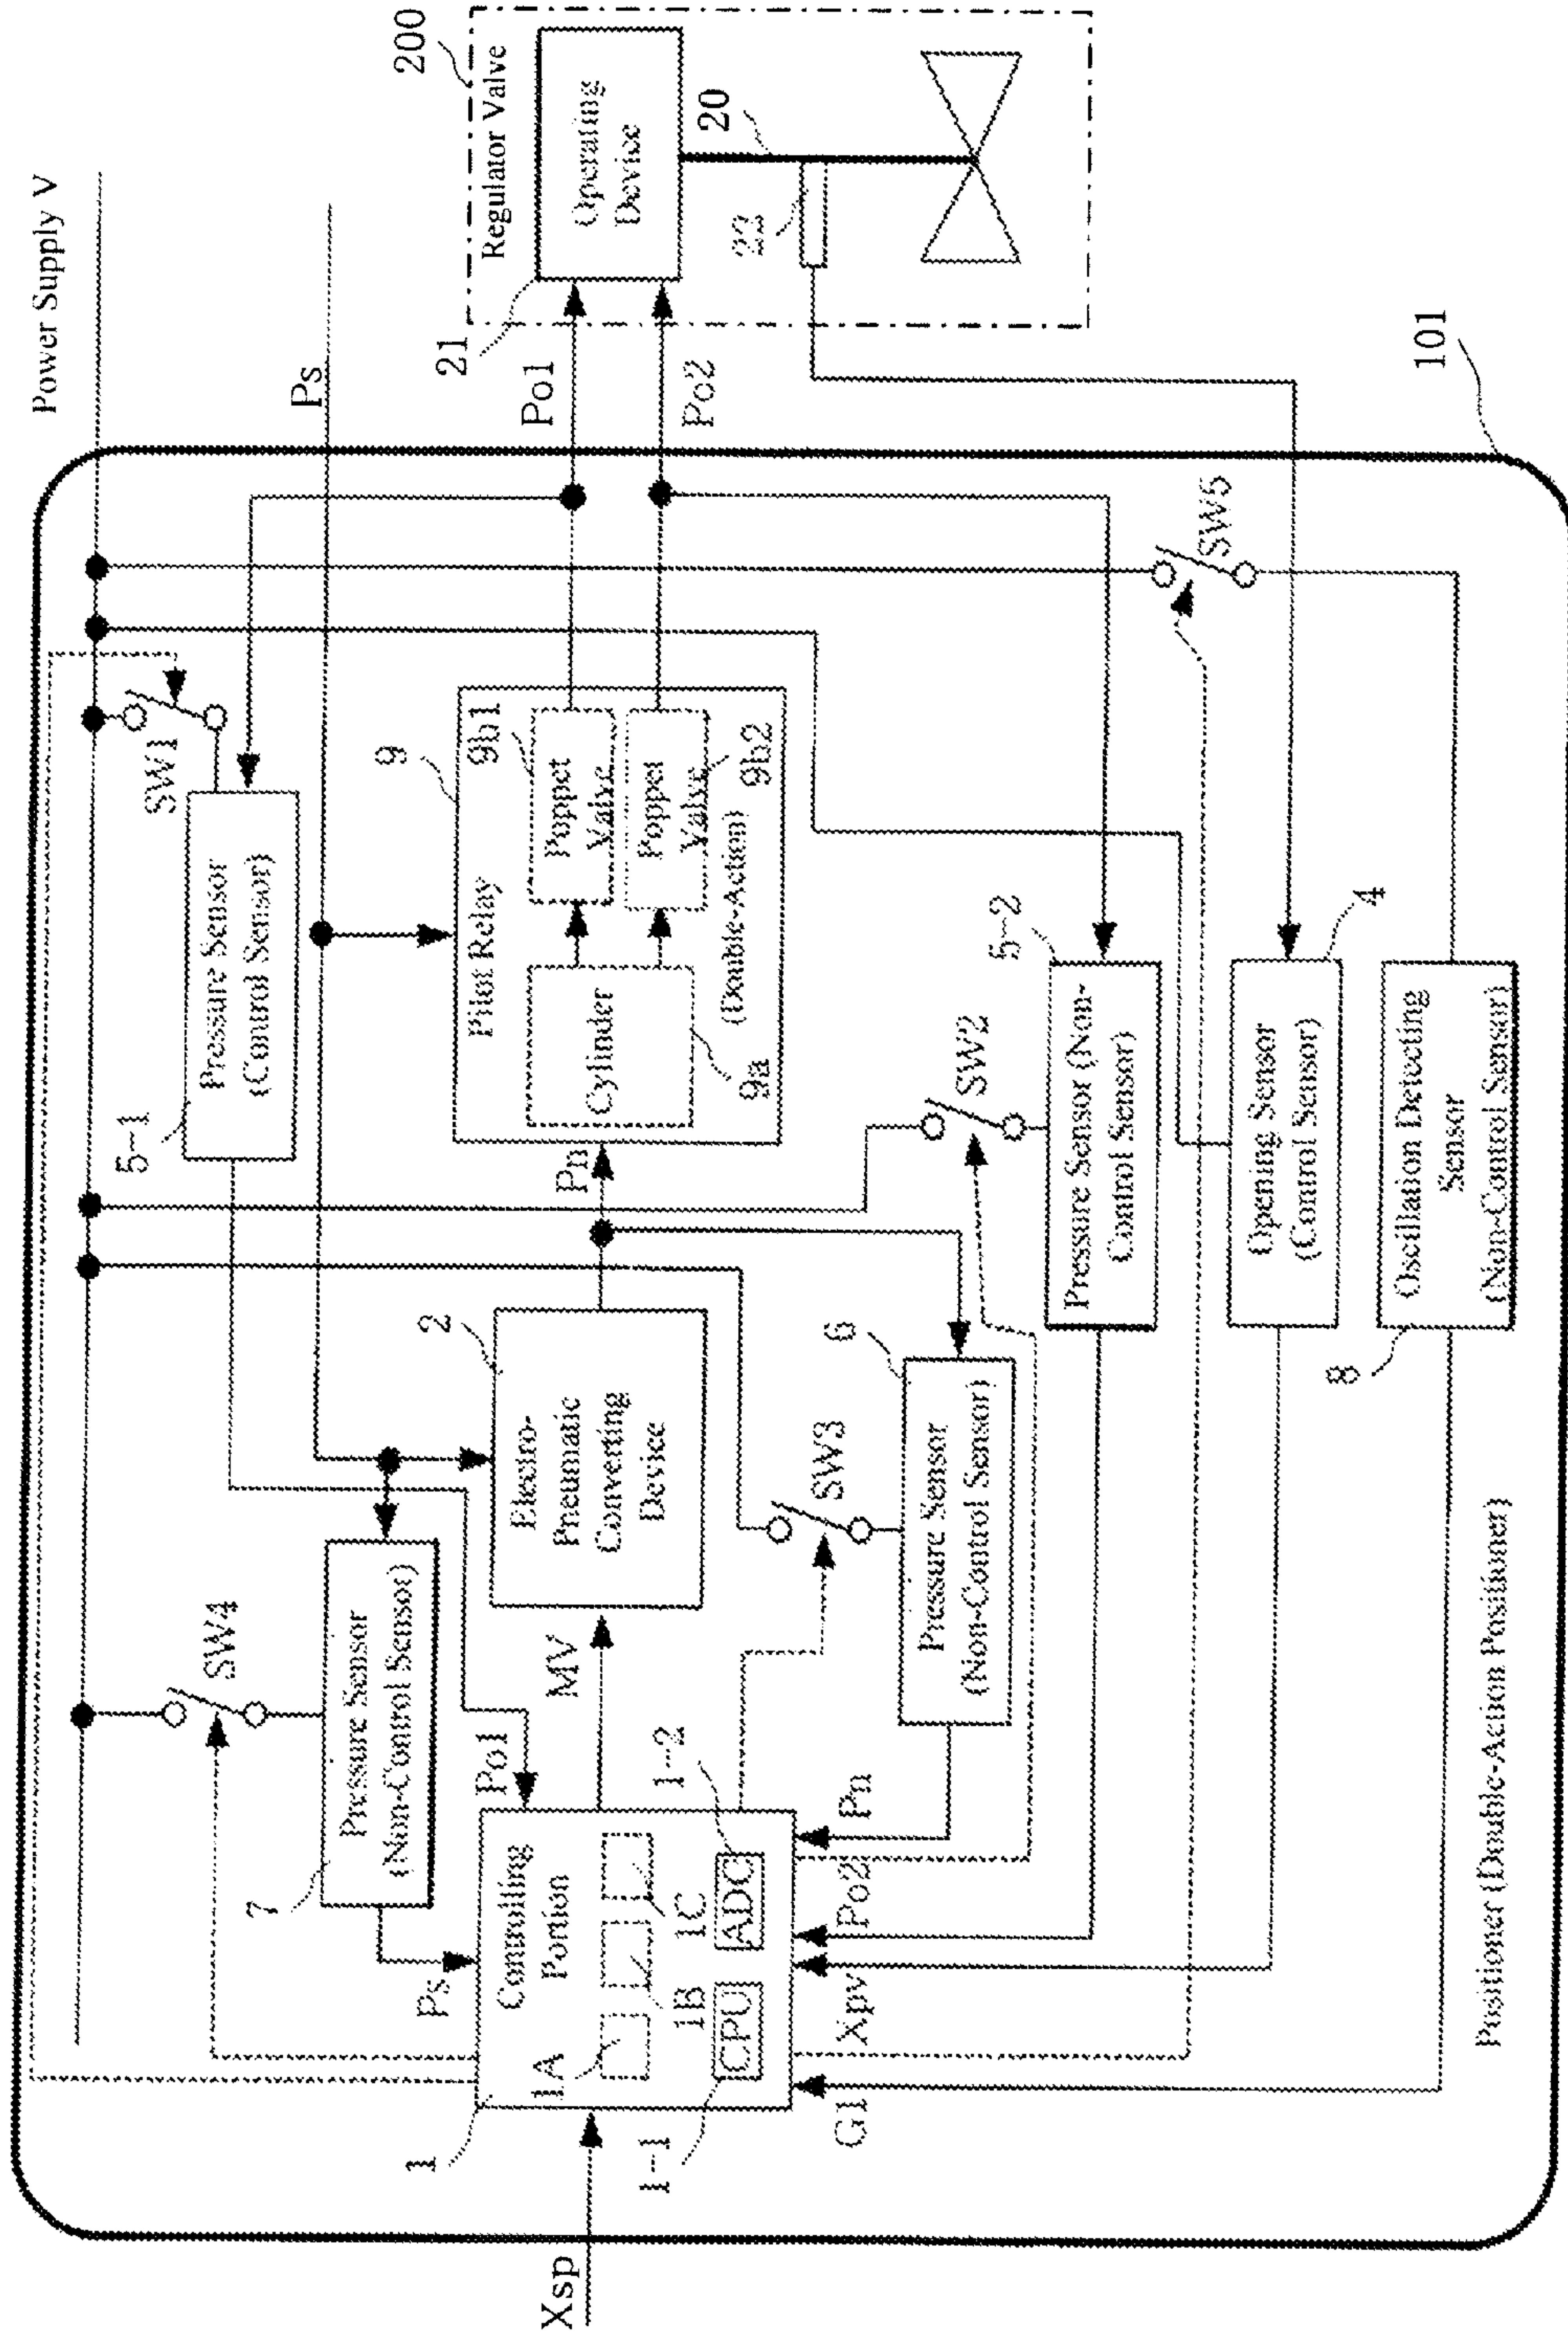 Power Supply V
Ps
200
Regulator Valve
Operating
Device
21
20
22
Po1
Po2
101
SW1
Pressure Sensor
(Control Sensor)
5-1
9
Pilot Relay
9b1
Poppet
Valve
Poppet
Valve
9b2
(Double-Action)
Cylinder
9a
Pn
SW5
SW2
5-2
Pressure Sensor (Non-
Control Sensor)
4
Opening Sensor
(Control Sensor)
Oscillation Detecting
Sensor
(Non-Control Sensor)
8
2
Electro-
Pneumatic
Converting
Device
SW3
6
Pressure Sensor
(Non-Control Sensor)
SW4
Pressure Sensor
(Non-Control Sensor)
7
MV
Po1
Ps
Controlling
Portion
1A
1B
1C
CPU
ADC
1
1-1
1-2
Pn
Po2
Xpv
G1
Xsp
Positioner (Double-Action Positioner)